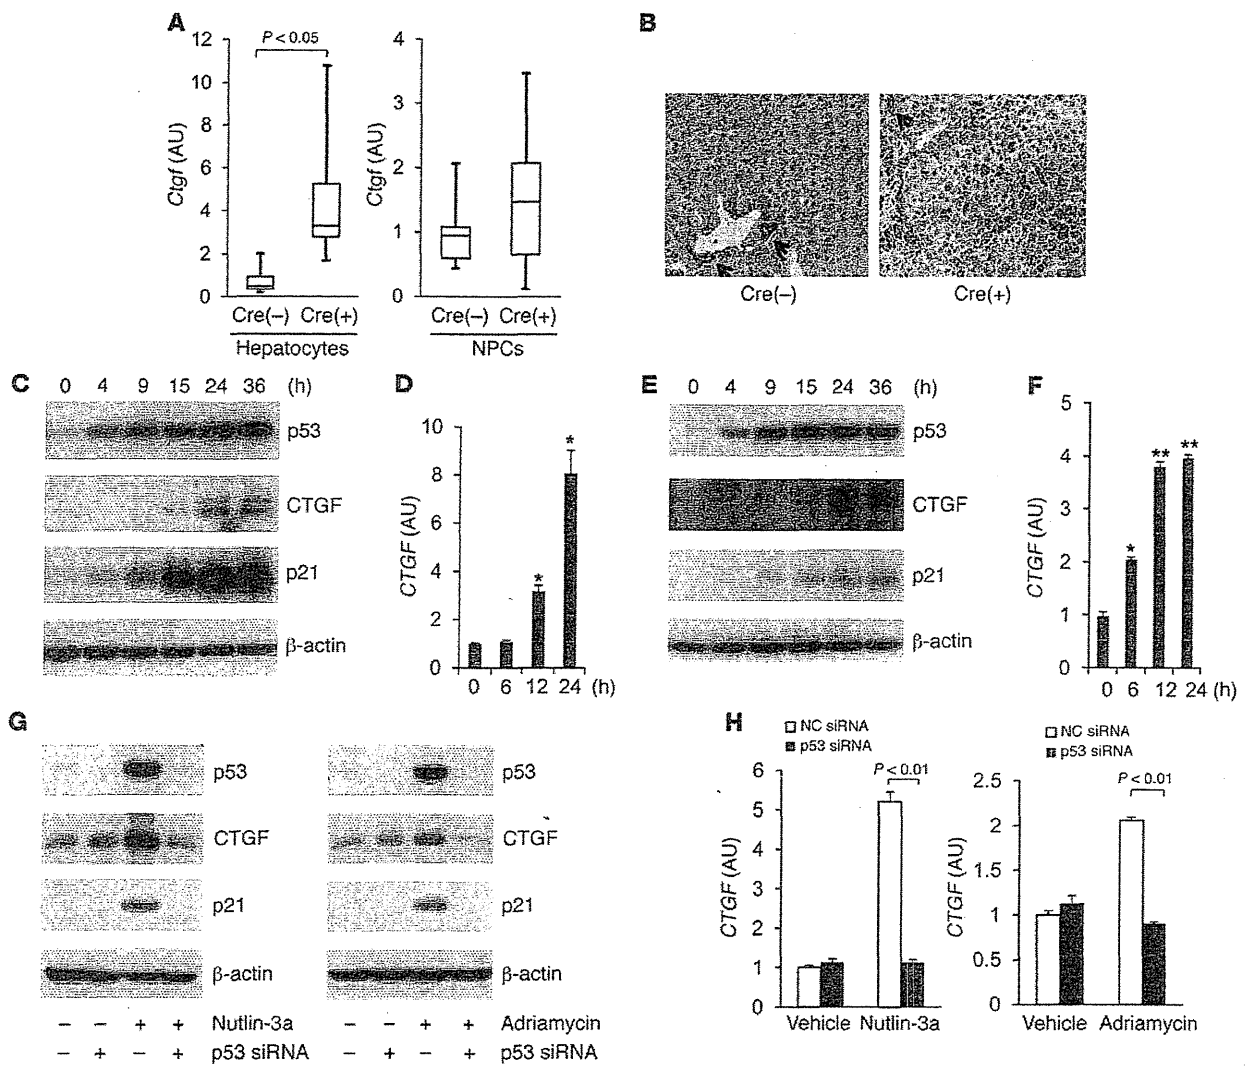 A
P < 0.05
Ctgf (AU)
12
10
8
6
4
2
0
Cre(–) Cre(+)
Hepatocytes
Ctgf (AU)
4
3
2
1
0
Cre(–) Cre(+)
NPCs
B
Cre(–)
Cre(+)
C
0 4 9 15 24 36 (h)
p53
CTGF
p21
β-actin
D
CTGF (AU)
10
8
6
4
2
0
* *
0 6 12 24 (h)
E
0 4 9 15 24 36 (h)
p53
CTGF
p21
β-actin
F
CTGF (AU)
5
4
3
2
1
0
* ** **
0 6 12 24 (h)
G
p53
CTGF
p21
β-actin
– – + + Nutlin-3a
– + – + p53 siRNA
p53
CTGF
p21
β-actin
– – + + Adriamycin
– + – + p53 siRNA
H
NC siRNA
p53 siRNA
P < 0.01
CTGF (AU)
6
5
4
3
2
1
0
Vehicle Nutlin-3a
NC siRNA
p53 siRNA
P < 0.01
CTGF (AU)
2.5
2
1.5
1
0.5
0
Vehicle Adriamycin